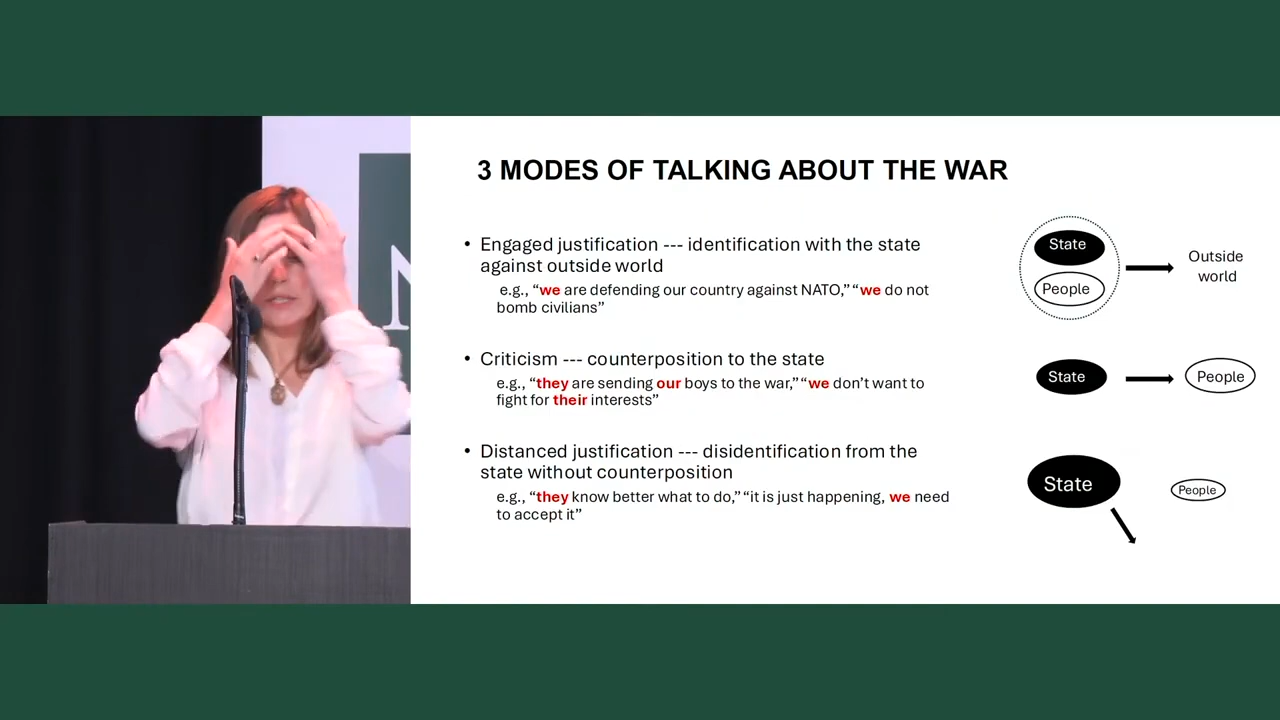 3 MODES OF TALKING ABOUT THE WAR
• Engaged justification --- identification with the state
against outside world
e.g., “we are defending our country against NATO,” “we do not
bomb civilians”
State
People
Outside
world
• Criticism --- counterposition to the state
e.g., “they are sending our boys to the war,” “we don’t want to
fight for their interests”
State
People
• Distanced justification --- disidentification from the
state without counterposition
e.g., “they know better what to do,” “it is just happening, we need
to accept it”
State
People